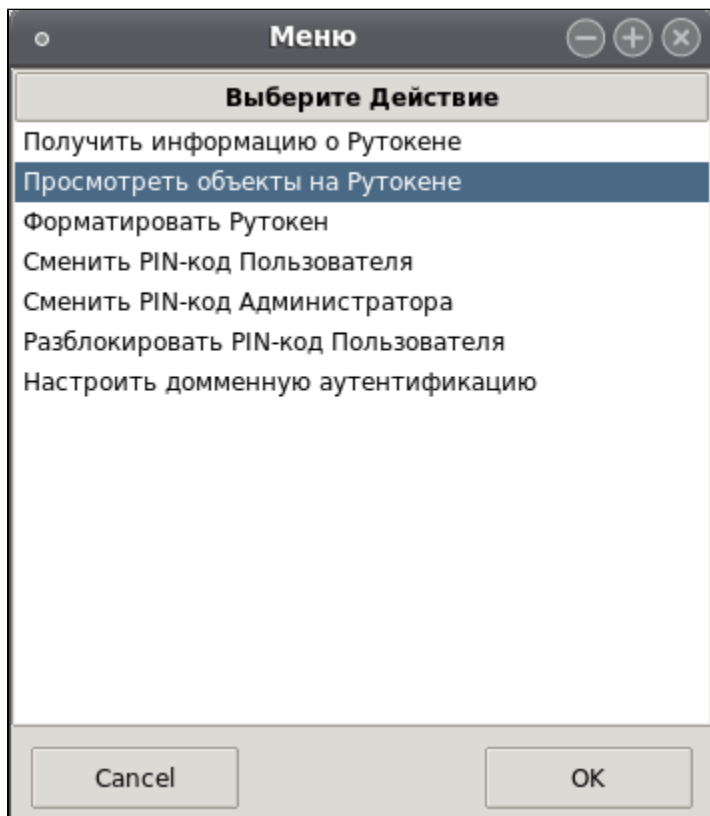 Меню
Выберите Действие
Получить информацию о Рутокене
Просмотреть объекты на Рутокене
Форматировать Рутокен
Сменить PIN-код Пользователя
Сменить PIN-код Администратора
Разблокировать PIN-код Пользователя
Настроить домменную аутентификацию
Cancel
OK